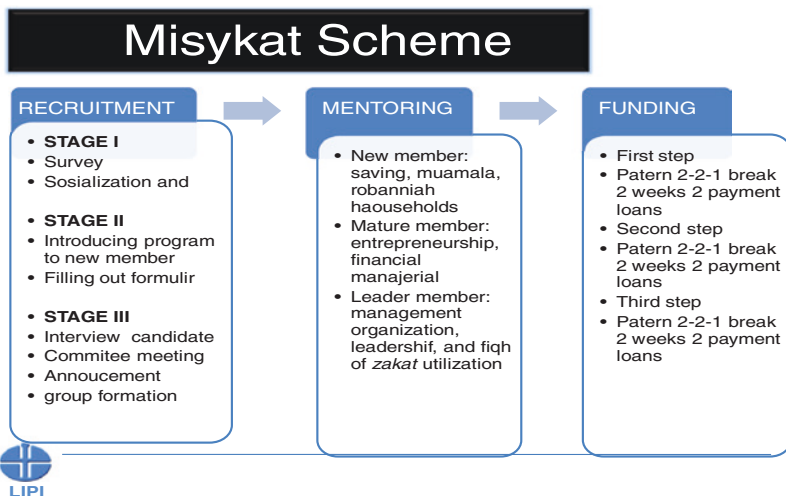 Misykat Scheme
RECRUITMENT
• STAGE I
• Survey
• Sosialization and
• STAGE II
• Introducing program
to new member
• Filling out formulir
• STAGE III
• Interview candidate
• Commitee meeting
• Annoucement
• group formation
MENTORING
• New member:
saving, muamala,
robanniah
haouseholds
• Mature member:
entrepreneurship,
financial
manajerial
• Leader member:
management
organization,
leadershif, and fiqh
of zakat utilization
FUNDING
• First step
• Patern 2-2-1 break
2 weeks 2 payment
loans
• Second step
• Patern 2-2-1 break
2 weeks 2 payment
loans
• Third step
• Patern 2-2-1 break
2 weeks 2 payment
loans
LIPI